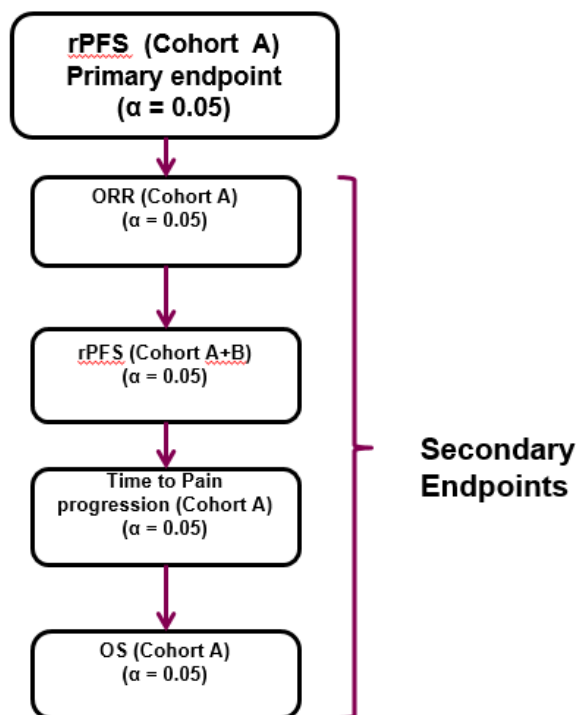 rPFS (Cohort A)
Primary endpoint
(α = 0.05)
ORR (Cohort A)
(α = 0.05)
rPFS (Cohort A+B)
(α = 0.05)
Time to Pain
progression (Cohort A)
(α = 0.05)
OS (Cohort A)
(α = 0.05)
Secondary
Endpoints